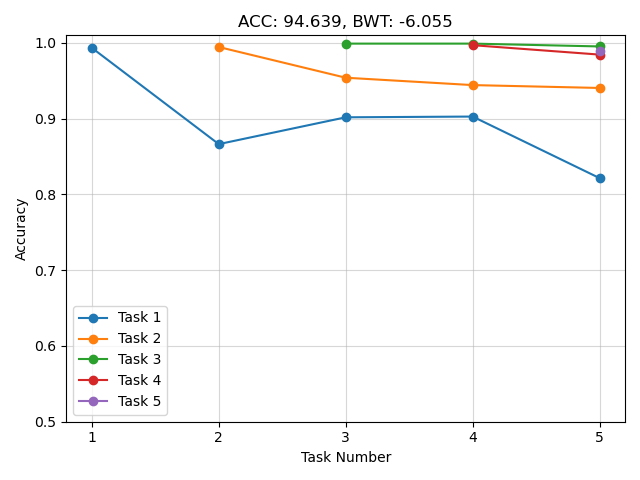 ACC: 94.639, BWT: -6.055
1.0
0.9
0.8
0.7
0.6
0.5
Accuracy
Task 1
Task 2
Task 3
Task 4
Task 5
1 2 3 4 5
Task Number